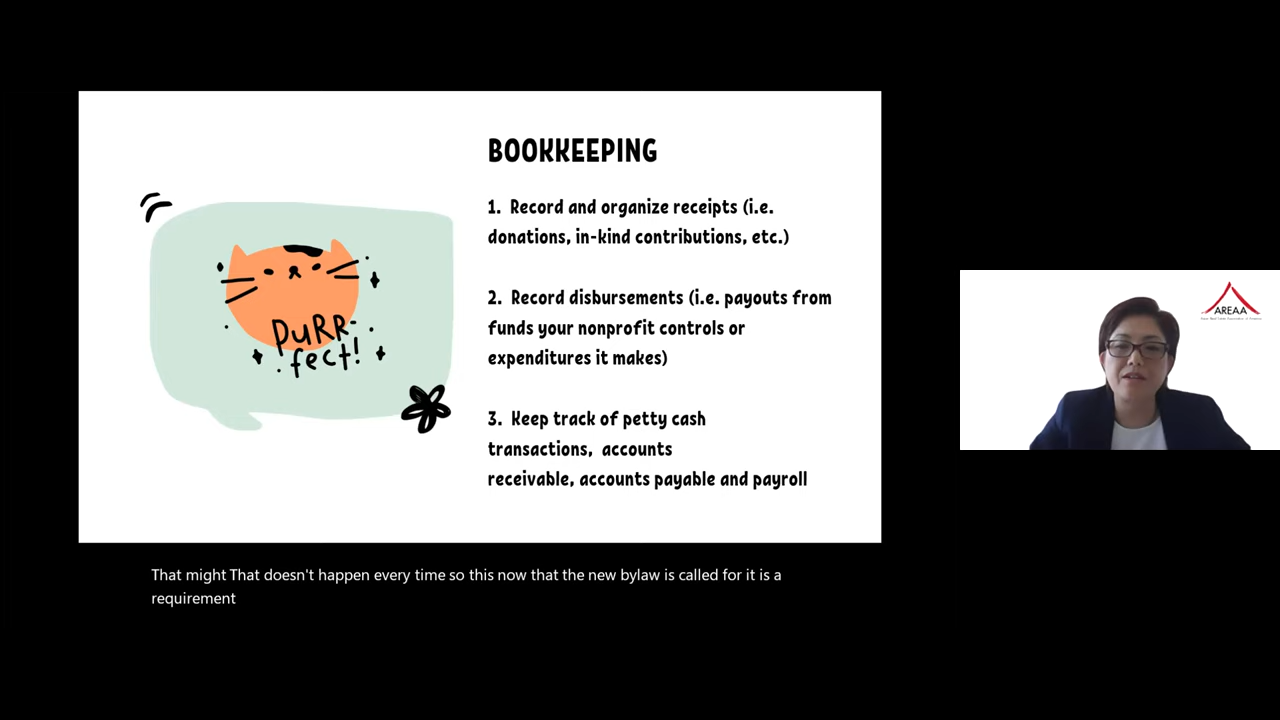 BOOKKEEPING
1. Record and organize receipts (i.e.
donations, in-kind contributions, etc.)
2. Record disbursements (i.e. payouts from
funds your nonprofit controls or
expenditures it makes)
3. Keep track of petty cash
transactions, accounts
receivable, accounts payable and payroll
PuRR-
fect!
AREAA
That might That doesn't happen every time so this now that the new bylaw is called for it is a
requirement